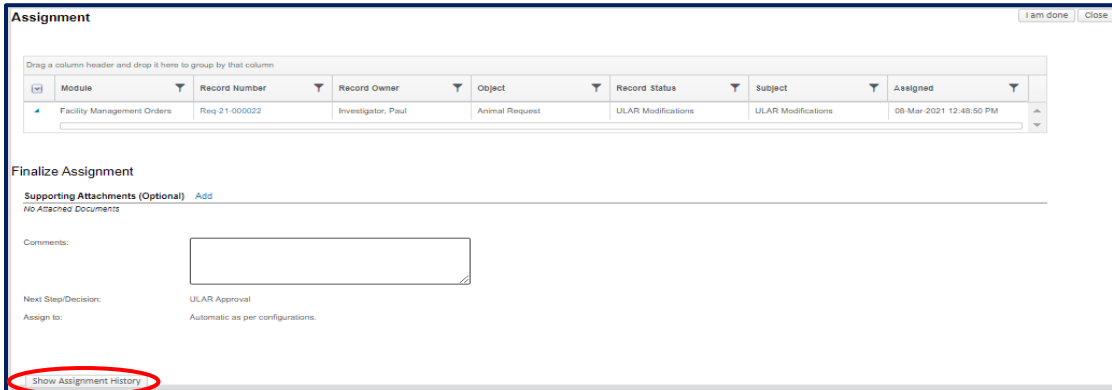 Assignment
I am done Close
Drag a column header and drop it here to group by that column
Module Record Number Record Owner Object Record Status Subject Assigned
Facility Management Orders Req-21-000022 Investigator, Paul Animal Request ULAR Modifications ULAR Modifications 08-Mar-2021 12:48:50 PM
Finalize Assignment
Supporting Attachments (Optional) Add
No Attached Documents
Comments:
Next Step/Decision: ULAR Approval
Assign to: Automatic as per configurations.
Show Assignment History